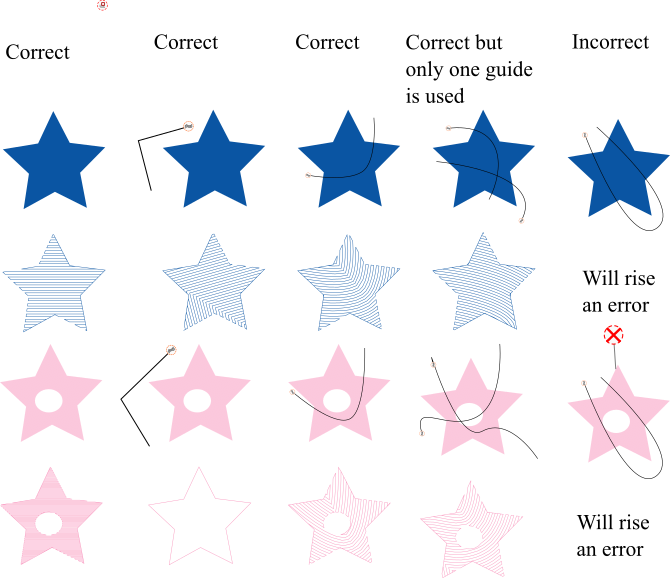 Correct
Correct
Correct
Correct but
only one guide
is used
Incorrect
Will rise
an error
Will rise
an error